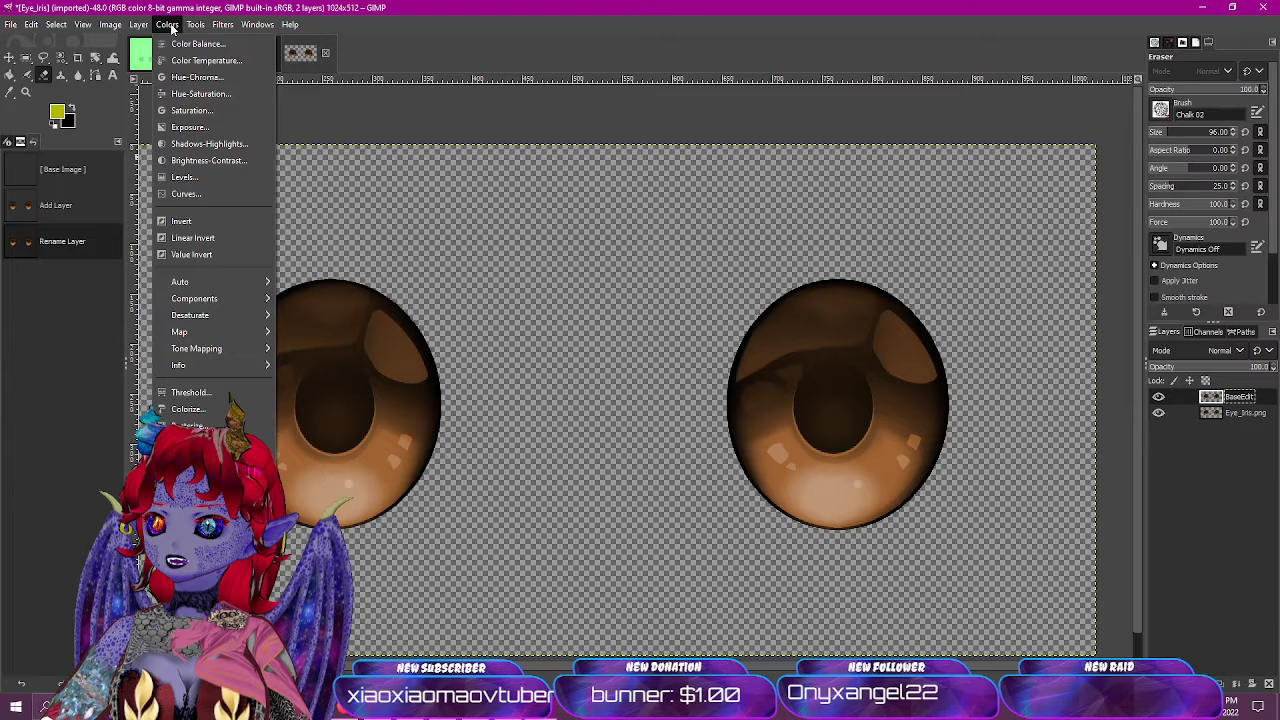 *[Eye_Iris] (imported)-48.0 (RGB color 8-bit gamma integer, GIMP built-in sRGB, 2 layers) 1024x512 – GIMP
File Edit Select View Image Layer Colors Tools Filters Windows Help
Color Balance...
Color Temperature...
Hue-Chroma...
Hue-Saturation...
Saturation...
Exposure...
Shadows-Highlights...
Brightness-Contrast...
Levels...
Curves...
Invert
Linear Invert
Value Invert
Auto
Components
Desaturate
Map
Tone Mapping
Info
Threshold...
Colorize...
[ Base Image ]
Add Layer
Rename Layer
Eraser
Mode Normal
Opacity 100.0
Brush
Chalk 02
Size 96.00
Aspect Ratio 0.00
Angle 0.00
Spacing 25.0
Hardness 100.0
Force 100.0
Dynamics
Dynamics Off
Dynamics Options
Apply Jitter
Smooth stroke
Layers Channels Paths
Mode Normal
Opacity 100.0
Lock:
BaseEdit
Eye_Iris.png
NEW SUBSCRIBER
xiaoxiaomaovtuber
NEW DONATION
bunner: $1.00
NEW FOLLOWER
Onyxangel22
NEW RAID
PM
2022